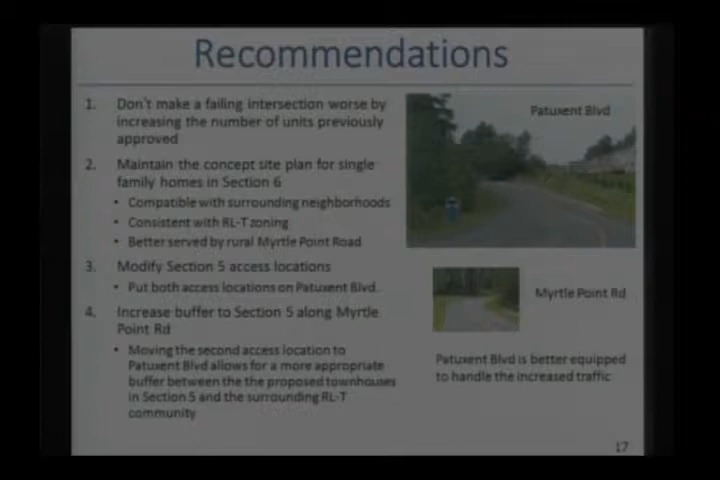 Recommendations
1. Don't make a failing intersection worse by
increasing the number of units previously
approved
2. Maintain the concept site plan for single
family homes in Section 6
• Compatible with surrounding neighborhoods
• Consistent with RL-T zoning
• Better served by rural Myrtle Point Road
3. Modify Section 5 access locations
• Put both access locations on Patuxent Blvd.
4. Increase buffer to Section 5 along Myrtle
Point Rd
• Moving the second access location to
Patuxent Blvd allows for a more appropriate
buffer between the the proposed townhouses
in Section 5 and the surrounding RL-T
community
Patuxent Blvd
Myrtle Point Rd
Patuxent Blvd is better equipped
to handle the increased traffic
17